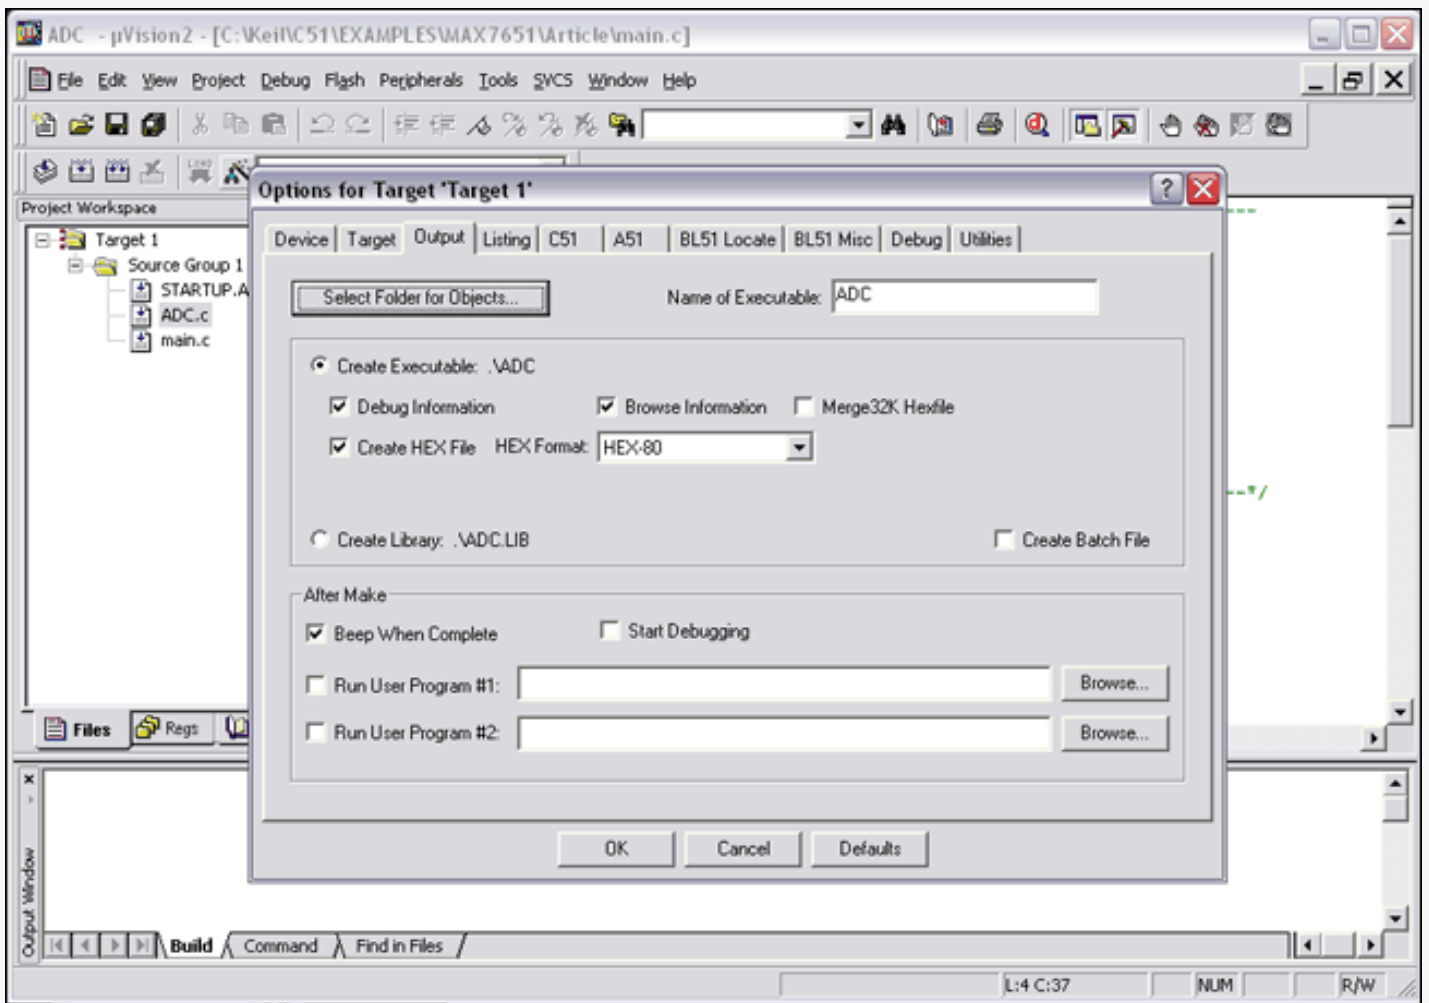 ADC - µVision2 - [C:\Keil\C51\EXAMPLES\MAX7651\Article\main.c]
File Edit View Project Debug Flash Peripherals Tools SVCS Window Help
LOAD
Project Workspace
Target 1
Source Group 1
STARTUP.A
ADC.c
main.c
Files
Regs
Options for Target 'Target 1'
Device Target Output Listing C51 A51 BL51 Locate BL51 Misc Debug Utilities
Select Folder for Objects... Name of Executable: ADC
Create Executable: .\ADC
Debug Information Browse Information Merge32K Hexfile
Create HEX File HEX Format: HEX-80
Create Library: .\ADC.LIB Create Batch File
After Make
Beep When Complete Start Debugging
Run User Program #1: Browse...
Run User Program #2: Browse...
OK Cancel Defaults
---
--*/
Output Window
Build Command Find in Files
L:4 C:37 NUM R/W